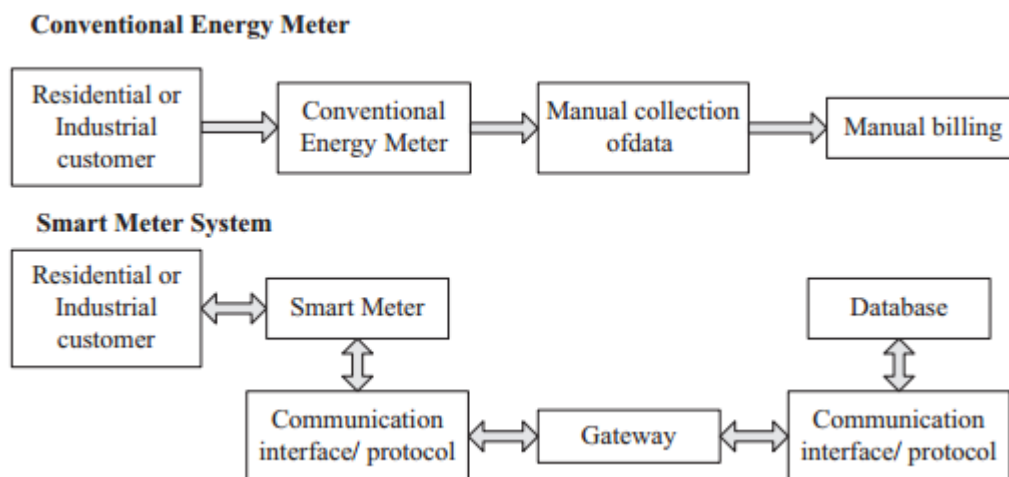 Conventional Energy Meter
Residential or
Industrial
customer
Conventional
Energy Meter
Manual collection
ofdata
Manual billing
Smart Meter System
Residential or
Industrial
customer
Smart Meter
Database
Communication
interface/ protocol
Gateway
Communication
interface/ protocol